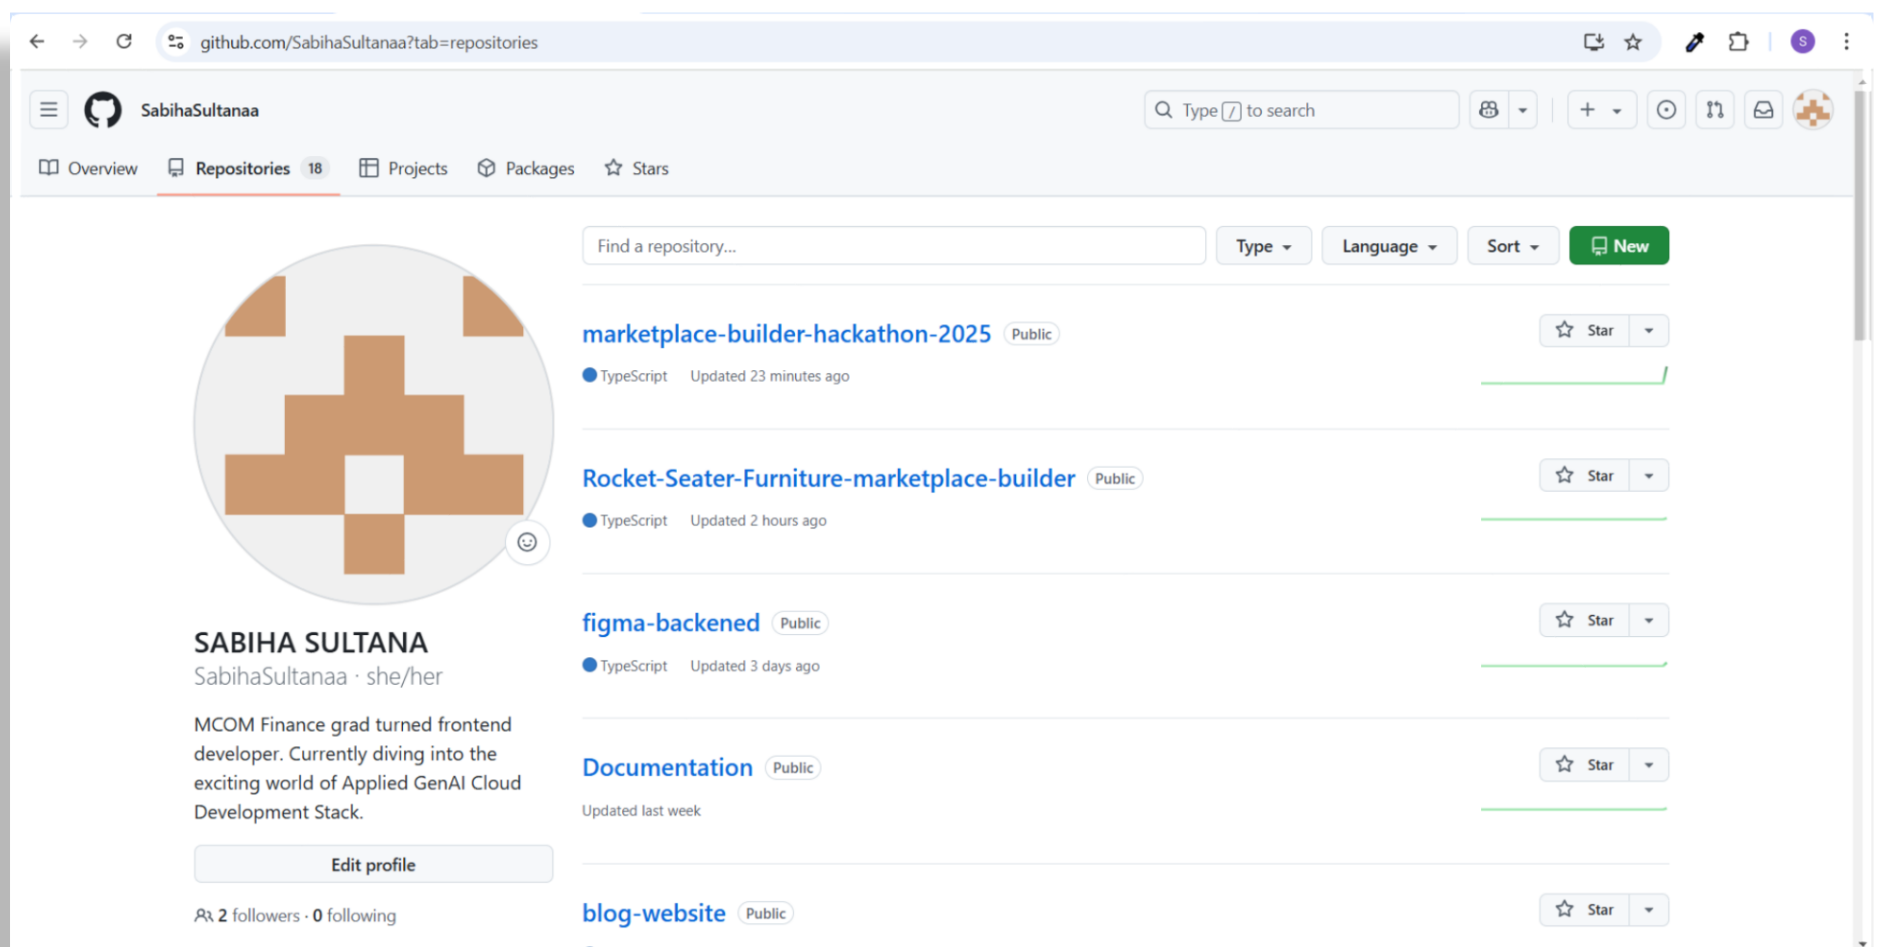 github.com/SabihaSultanaa?tab=repositories
S
SabihaSultanaa
Type / to search
Overview
Repositories 18
Projects
Packages
Stars
Find a repository...
Type
Language
Sort
New
marketplace-builder-hackathon-2025 Public
Star
TypeScript Updated 23 minutes ago
Rocket-Seater-Furniture-marketplace-builder Public
Star
TypeScript Updated 2 hours ago
figma-backened Public
Star
TypeScript Updated 3 days ago
Documentation Public
Star
Updated last week
blog-website Public
Star
SABIHA SULTANA
SabihaSultanaa · she/her
MCOM Finance grad turned frontend
developer. Currently diving into the
exciting world of Applied GenAI Cloud
Development Stack.
Edit profile
2 followers · 0 following